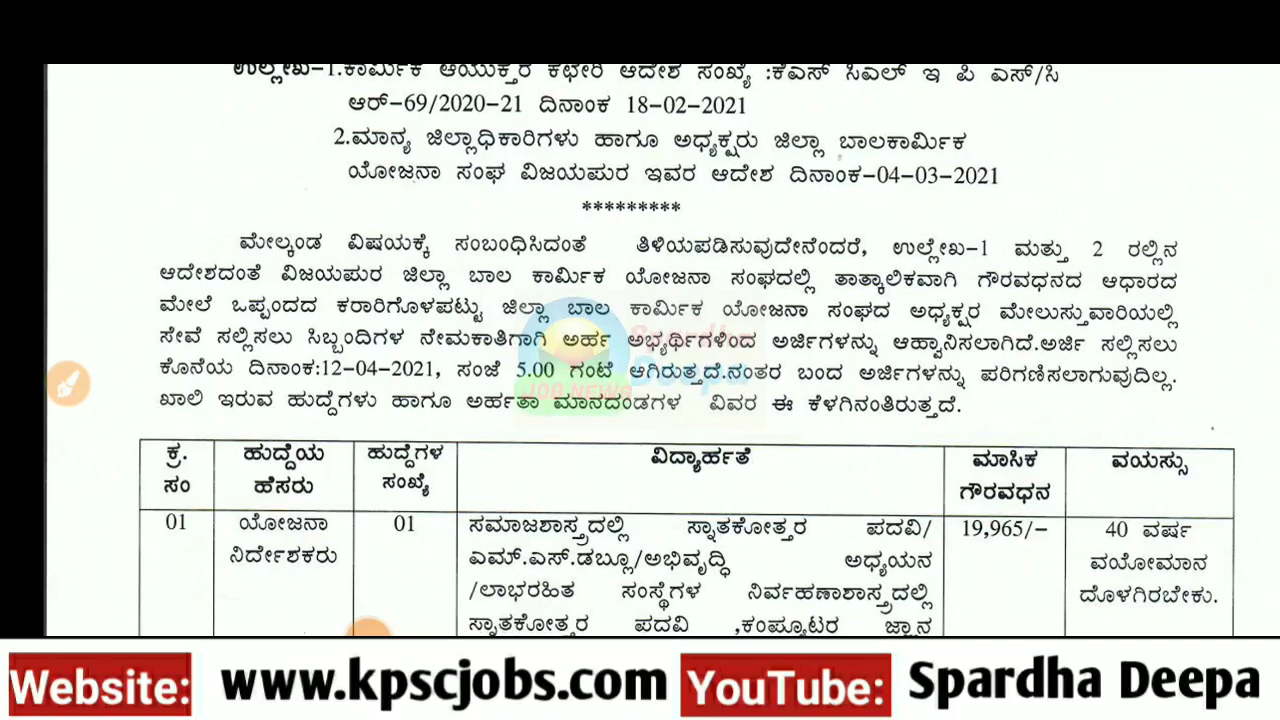 ಉಲ್ಲೇಖ-1.ಕಾರ್ಮಿಕ ಆಯುಕ್ತರ ಕಛೇರಿ ಆದೇಶ ಸಂಖ್ಯೆ :ಕೆಎಸ್ ಸಿಎಲ್ ಇ ಪಿ ಎಸ್/ಸಿ
ಆರ್-69/2020-21 ದಿನಾಂಕ 18-02-2021
2.ಮಾನ್ಯ ಜಿಲ್ಲಾಧಿಕಾರಿಗಳು ಹಾಗೂ ಅಧ್ಯಕ್ಷರು ಜಿಲ್ಲಾ ಬಾಲಕಾರ್ಮಿಕ
ಯೋಜನಾ ಸಂಘ ವಿಜಯಪುರ ಇವರ ಆದೇಶ ದಿನಾಂಕ-04-03-2021
*********
ಮೇಲ್ಕಂಡ ವಿಷಯಕ್ಕೆ ಸಂಬಂಧಿಸಿದಂತೆ ತಿಳಿಯಪಡಿಸುವುದೇನೆಂದರೆ, ಉಲ್ಲೇಖ-1 ಮತ್ತು 2 ರಲ್ಲಿನ
ಆದೇಶದಂತೆ ವಿಜಯಪುರ ಜಿಲ್ಲಾ ಬಾಲ ಕಾರ್ಮಿಕ ಯೋಜನಾ ಸಂಘದಲ್ಲಿ ತಾತ್ಕಾಲಿಕವಾಗಿ ಗೌರವಧನದ ಆಧಾರದ
ಮೇಲೆ ಒಪ್ಪಂದದ ಕರಾರಿಗೊಳಪಟ್ಟು ಜಿಲ್ಲಾ ಬಾಲ ಕಾರ್ಮಿಕ ಯೋಜನಾ ಸಂಘದ ಅಧ್ಯಕ್ಷರ ಮೇಲುಸ್ತುವಾರಿಯಲ್ಲಿ
ಸೇವೆ ಸಲ್ಲಿಸಲು ಸಿಬ್ಬಂದಿಗಳ ನೇಮಕಾತಿಗಾಗಿ ಅರ್ಹ ಅಭ್ಯರ್ಥಿಗಳಿಂದ ಅರ್ಜಿಗಳನ್ನು ಆಹ್ವಾನಿಸಲಾಗಿದೆ.ಅರ್ಜಿ ಸಲ್ಲಿಸಲು
ಕೊನೆಯ ದಿನಾಂಕ:12-04-2021, ಸಂಜೆ 5.00 ಗಂಟೆ ಆಗಿರುತ್ತದೆ.ನಂತರ ಬಂದ ಅರ್ಜಿಗಳನ್ನು ಪರಿಗಣಿಸಲಾಗುವುದಿಲ್ಲ.
ಖಾಲಿ ಇರುವ ಹುದ್ದೆಗಳು ಹಾಗೂ ಅರ್ಹತಾ ಮಾನದಂಡಗಳ ವಿವರ ಈ ಕೆಳಗಿನಂತಿರುತ್ತದೆ.
Spardha
Deepa
JOB NEWS
ಕ್ರ. ಹುದ್ದೆಯ ಹುದ್ದೆಗಳ ವಿದ್ಯಾರ್ಹತೆ ಮಾಸಿಕ ವಯಸ್ಸು
ಸಂ ಹೆಸರು ಸಂಖ್ಯೆ ಗೌರವಧನ
01 ಯೋಜನಾ 01 ಸಮಾಜಶಾಸ್ತ್ರದಲ್ಲಿ ಸ್ನಾತಕೋತ್ತರ ಪದವಿ/ 19,965/- 40 ವರ್ಷ
ನಿರ್ದೇಶಕರು ಎಮ್.ಎಸ್.ಡಬ್ಲೂ/ಅಭಿವೃದ್ಧಿ ಅಧ್ಯಯನ ವಯೋಮಾನ
/ಲಾಭರಹಿತ ಸಂಸ್ಥೆಗಳ ನಿರ್ವಹಣಾಶಾಸ್ತ್ರದಲ್ಲಿ ದೊಳಗಿರಬೇಕು.
ಸ್ನಾತಕೋತ್ತರ ಪದವಿ ,ಕಂಪ್ಯೂಟರ ಜ್ಞಾನ
Website: www.kpscjobs.com YouTube: Spardha Deepa